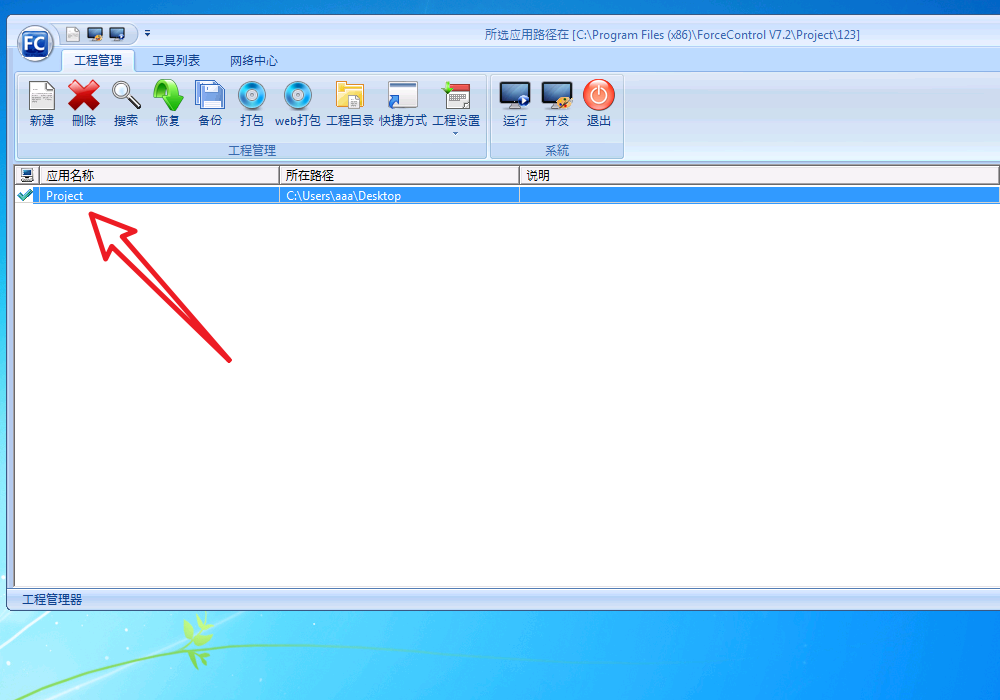 FC
所选应用路径在 [C:\Program Files (x86)\ForceControl V7.2\Project\123]
工程管理 工具列表 网络中心
新建 刪除 搜索 恢复 备份 打包 web打包 工程目录 快捷方式 工程设置 运行 开发 退出
工程管理 系統
应用名称 所在路径 说明
Project C:\Users\aaa\Desktop
工程管理器